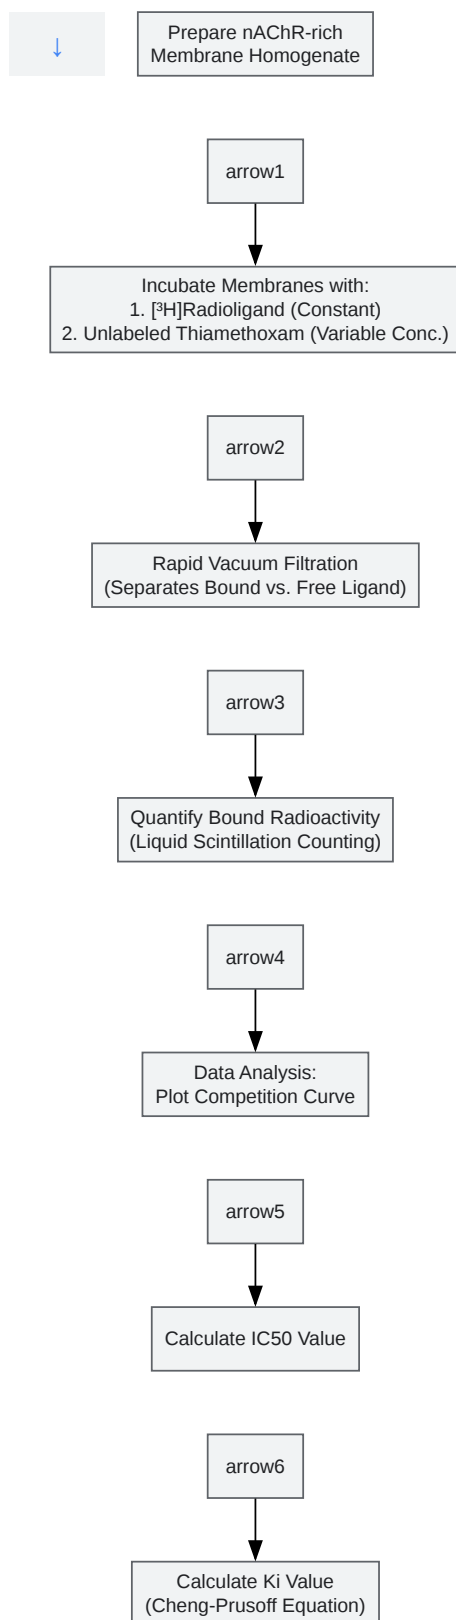 ↓
Prepare nAChR-rich
Membrane Homogenate
arrow1
Incubate Membranes with:
1. [³H]Radioligand (Constant)
2. Unlabeled Thiamethoxam (Variable Conc.)
arrow2
Rapid Vacuum Filtration
(Separates Bound vs. Free Ligand)
arrow3
Quantify Bound Radioactivity
(Liquid Scintillation Counting)
arrow4
Data Analysis:
Plot Competition Curve
arrow5
Calculate IC50 Value
arrow6
Calculate Ki Value
(Cheng-Prusoff Equation)